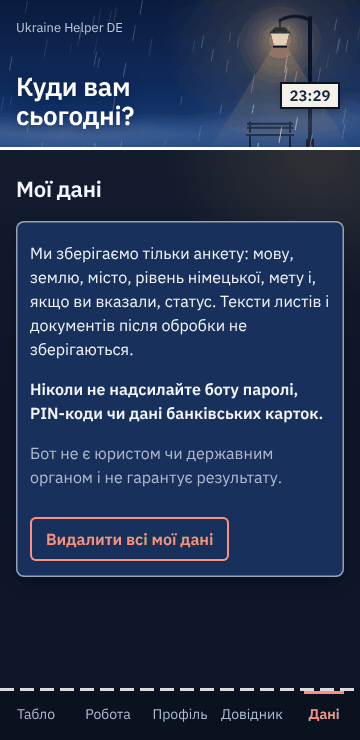 Ukraine Helper DE
Куди вам
сьогодні?
23:29
Мої дані
Ми зберігаємо тільки анкету: мову,
землю, місто, рівень німецької, мету і,
якщо ви вказали, статус. Тексти листів і
документів після обробки не
зберігаються.
Ніколи не надсилайте боту паролі,
PIN-коди чи дані банківських карток.
Бот не є юристом чи державним
органом і не гарантує результату.
Видалити всі мої дані
Табло Робота Профіль Довідник Дані